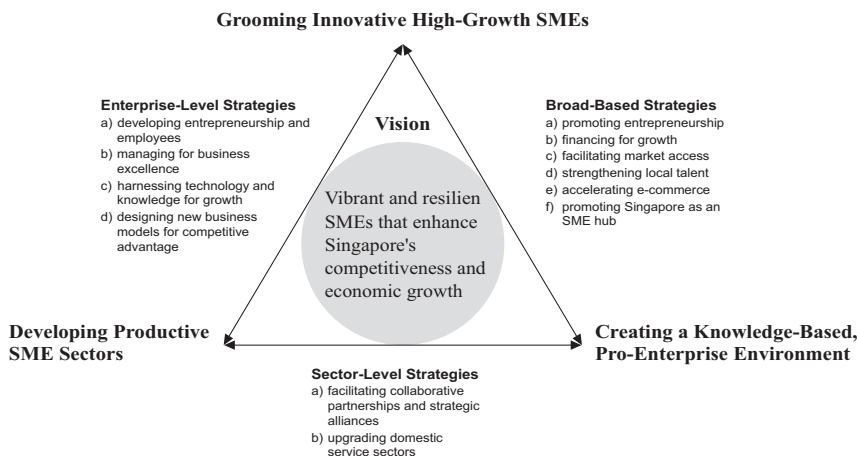 Grooming Innovative High-Growth SMEs
Enterprise-Level Strategies
a) developing entrepreneurship and
employees
b) managing for business
excellence
c) harnessing technology and
knowledge for growth
d) designing new business
models for competitive
advantage
Vision
Vibrant and resilien
SMEs that enhance
Singapore's
competitiveness and
economic growth
Broad-Based Strategies
a) promoting entrepreneurship
b) financing for growth
c) facilitating market access
d) strengthening local talent
e) accelerating e-commerce
f) promoting Singapore as an
SME hub
Developing Productive
SME Sectors
Creating a Knowledge-Based,
Pro-Enterprise Environment
Sector-Level Strategies
a) facilitating collaborative
partnerships and strategic
alliances
b) upgrading domestic
service sectors